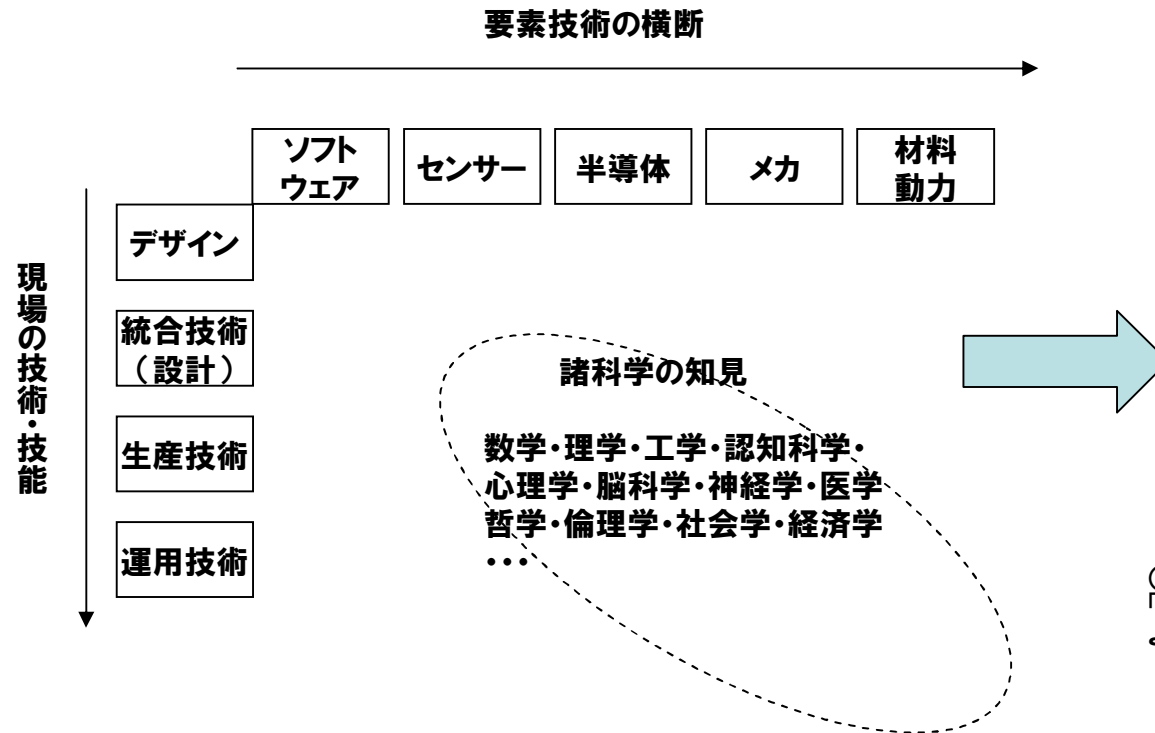 要素技術の横断
ソフト
ウェア
センサー
半導体
メカ
材料
動力
デザイン
統合技術
（設計）
生産技術
運用技術
現場の技術・技能
諸科学の知見
数学・理学・工学・認知科学・
心理学・脳科学・神経学・医学
哲学・倫理学・社会学・経済学
・・・